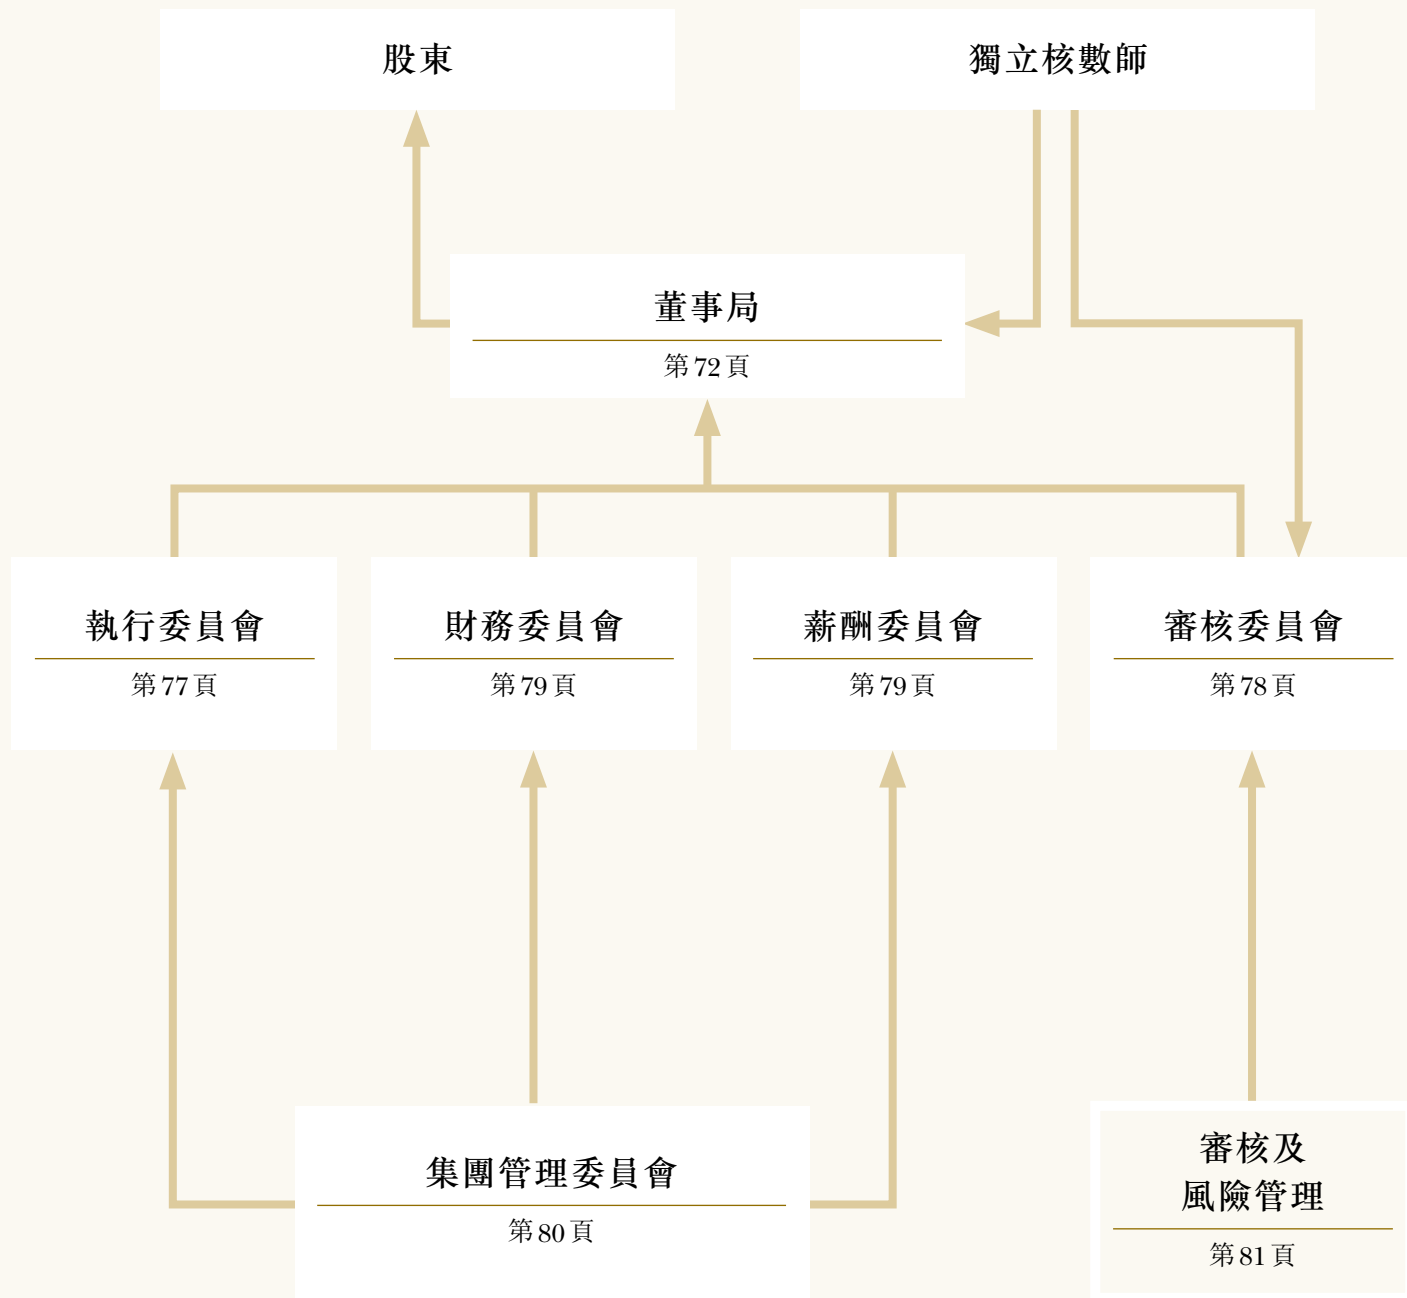 股東
獨立核數師
董事局
第72頁
執行委員會
第77頁
財務委員會
第79頁
薪酬委員會
第79頁
審核委員會
第78頁
集團管理委員會
第80頁
審核及
風險管理
第81頁